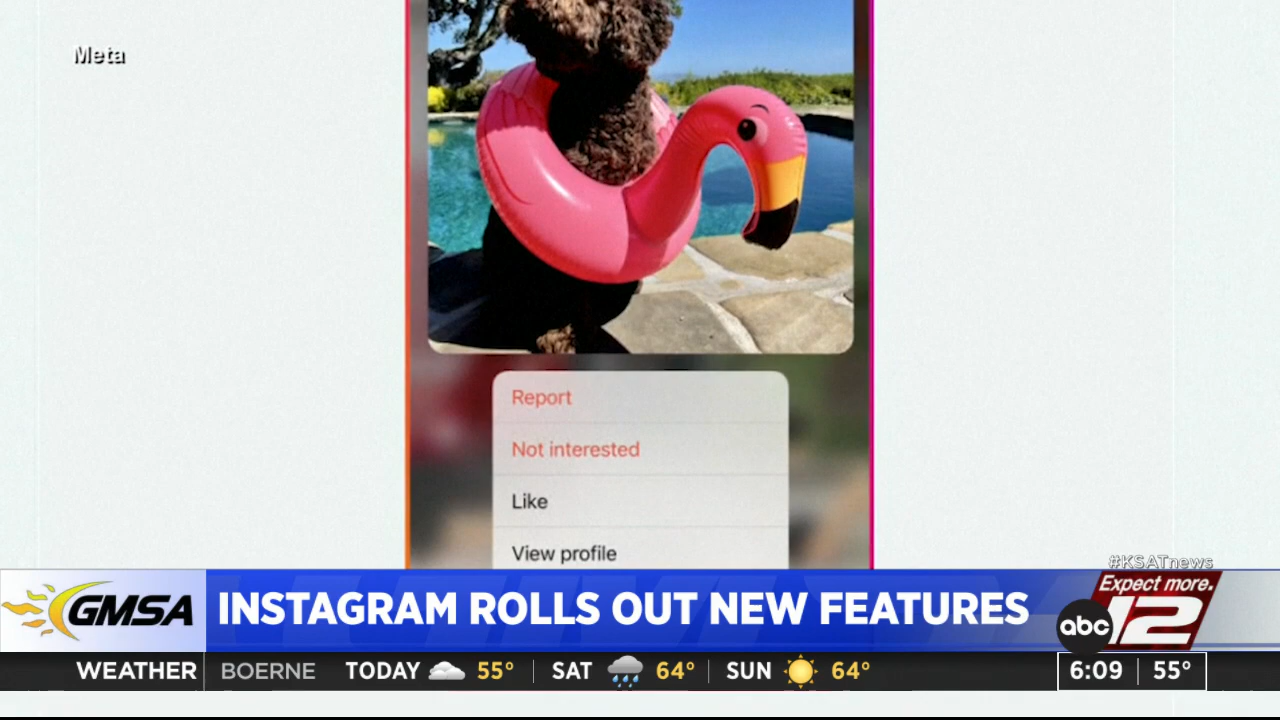 Meta
Report
Not interested
Like
View profile
#KSATnews
GMSA
INSTAGRAM ROLLS OUT NEW FEATURES
Expect more.
abc 12
WEATHER BOERNE TODAY 55° SAT 64° SUN 64° 6:09 55°